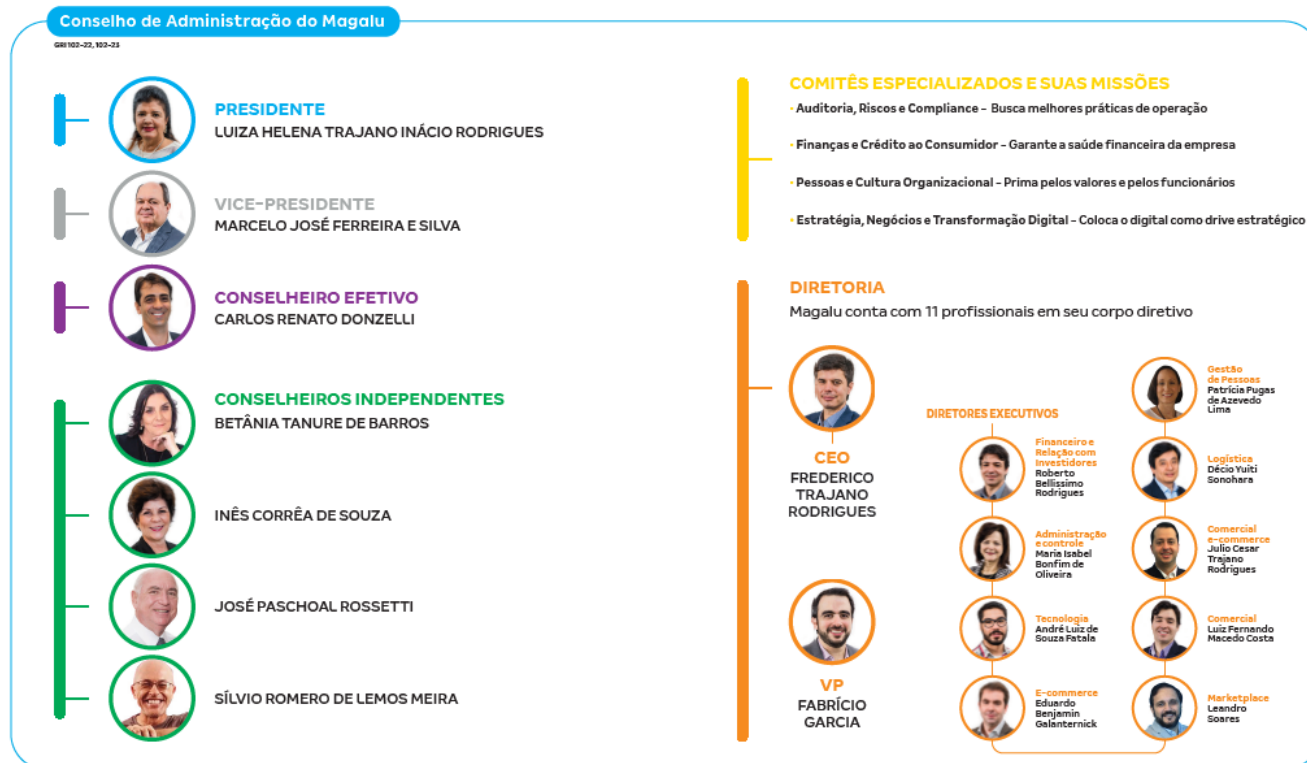 Conselho de Administração do Magalu
GRI 102-22, 102-23
PRESIDENTE
LUIZA HELENA TRAJANO INÁCIO RODRIGUES
VICE-PRESIDENTE
MARCELO JOSÉ FERREIRA E SILVA
CONSELHEIRO EFETIVO
CARLOS RENATO DONZELLI
CONSELHEIROS INDEPENDENTES
BETÂNIA TANURE DE BARROS
INÊS CORRÊA DE SOUZA
JOSÉ PASCHOAL ROSSETTI
SÍLVIO ROMERO DE LEMOS MEIRA
COMITÊS ESPECIALIZADOS E SUAS MISSÕES
· Auditoria, Riscos e Compliance – Busca melhores práticas de operação
· Finanças e Crédito ao Consumidor – Garante a saúde financeira da empresa
· Pessoas e Cultura Organizacional – Prima pelos valores e pelos funcionários
· Estratégia, Negócios e Transformação Digital – Coloca o digital como drive estratégico
DIRETORIA
Magalu conta com 11 profissionais em seu corpo diretivo
CEO
FREDERICO
TRAJANO
RODRIGUES
VP
FABRÍCIO
GARCIA
DIRETORES EXECUTIVOS
Financeiro e
Relação com
Investidores
Roberto
Bellissimo
Rodrigues
Administração
e controle
Maria Isabel
Bonfim de
Oliveira
Tecnologia
André Luiz de
Souza Fatala
E-commerce
Eduardo
Benjamin
Galanternick
Gestão
de Pessoas
Patrícia Pugas
de Azevedo
Lima
Logística
Décio Yuiti
Sonohara
Comercial
e-commerce
Julio Cesar
Trajano
Rodrigues
Comercial
Luiz Fernando
Macedo Costa
Marketplace
Leandro
Soares